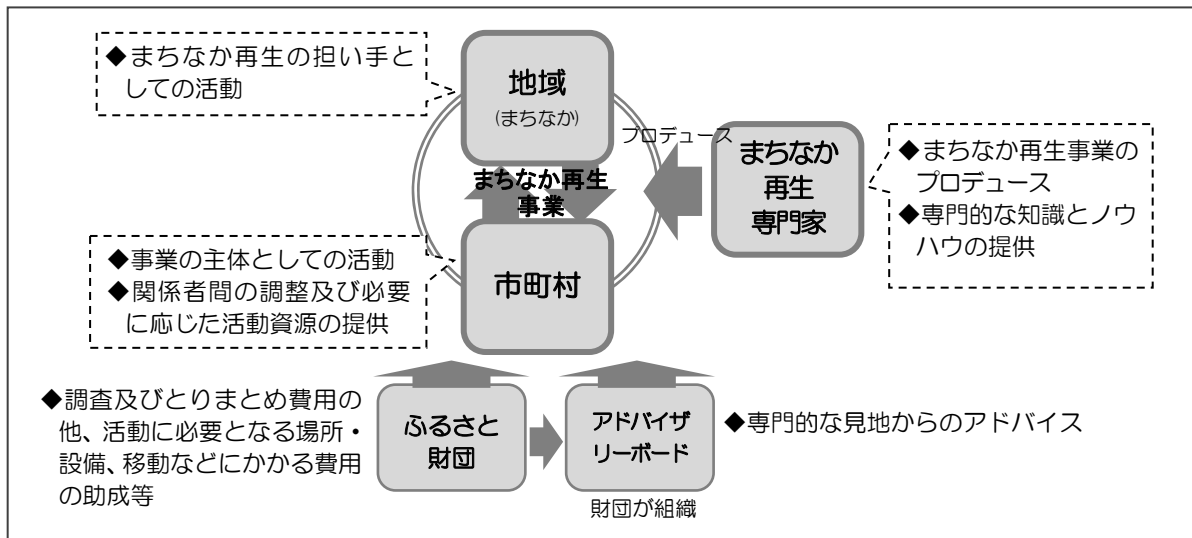 ◆まちなか再生の担い手と
しての活動
地域
(まちなか)
プロデュース
まちなか
再生
専門家
◆まちなか再生事業の
プロデュース
◆専門的な知識とノウ
ハウの提供
まちなか再生
事業
◆事業の主体としての活動
◆関係者間の調整及び必要
に応じた活動資源の提供
市町村
◆調査及びとりまとめ費用の
他、活動に必要となる場所・
設備、移動などにかかる費用
の助成等
ふるさと
財団
アドバイザ
リーボード
財団が組織
◆専門的な見地からのアドバイス